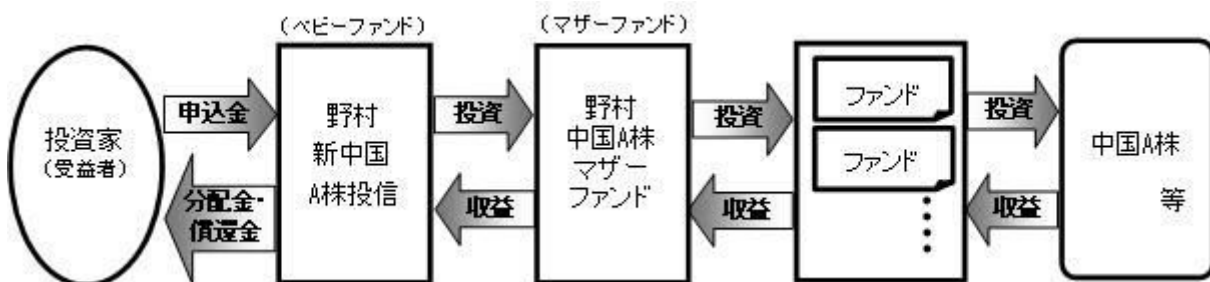 （ベビーファンド）
（マザーファンド）
投資家
（受益者）
申込金
分配金・
償還金
野村
新中国
A株投信
投資
収益
野村
中国A株
マザー
ファンド
投資
収益
ファンド
ファンド
投資
収益
中国A株
等